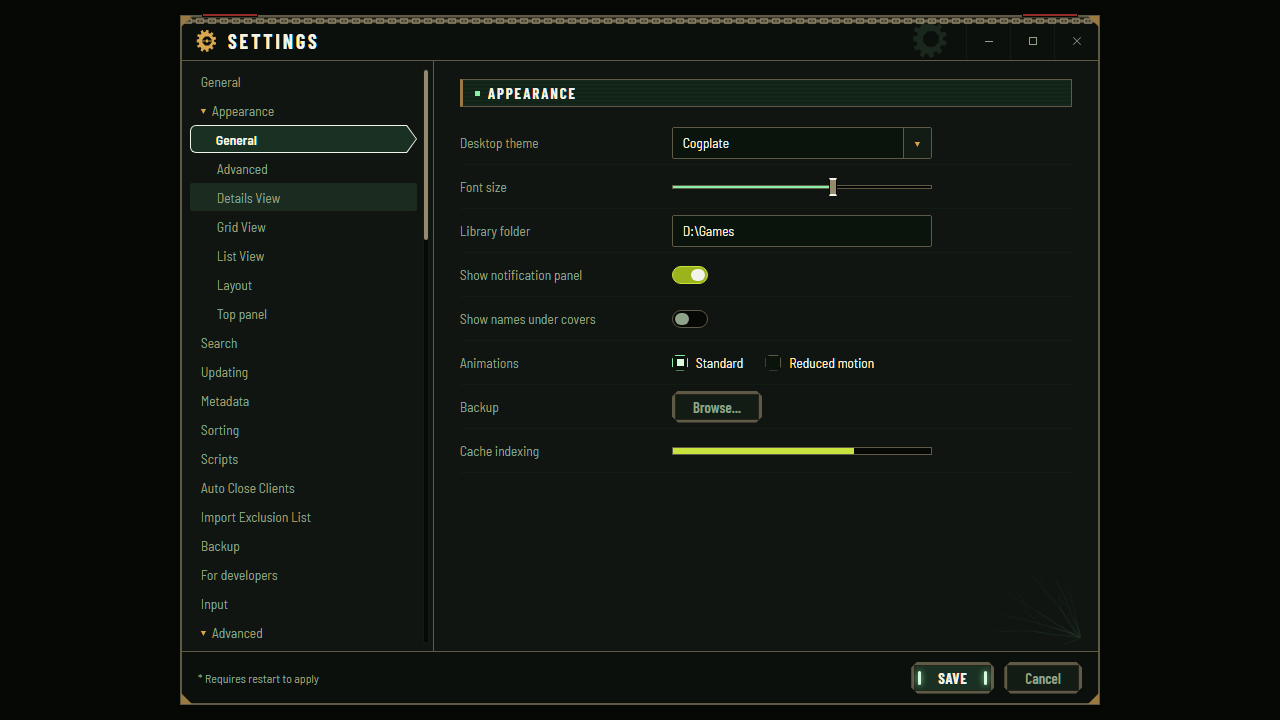 SETTINGS
General
Appearance
General
Advanced
Details View
Grid View
List View
Layout
Top panel
Search
Updating
Metadata
Sorting
Scripts
Auto Close Clients
Import Exclusion List
Backup
For developers
Input
Advanced
APPEARANCE
Desktop theme Cogplate
Font size
Library folder D:\Games
Show notification panel
Show names under covers
Animations Standard Reduced motion
Backup Browse...
Cache indexing
* Requires restart to apply
SAVE Cancel